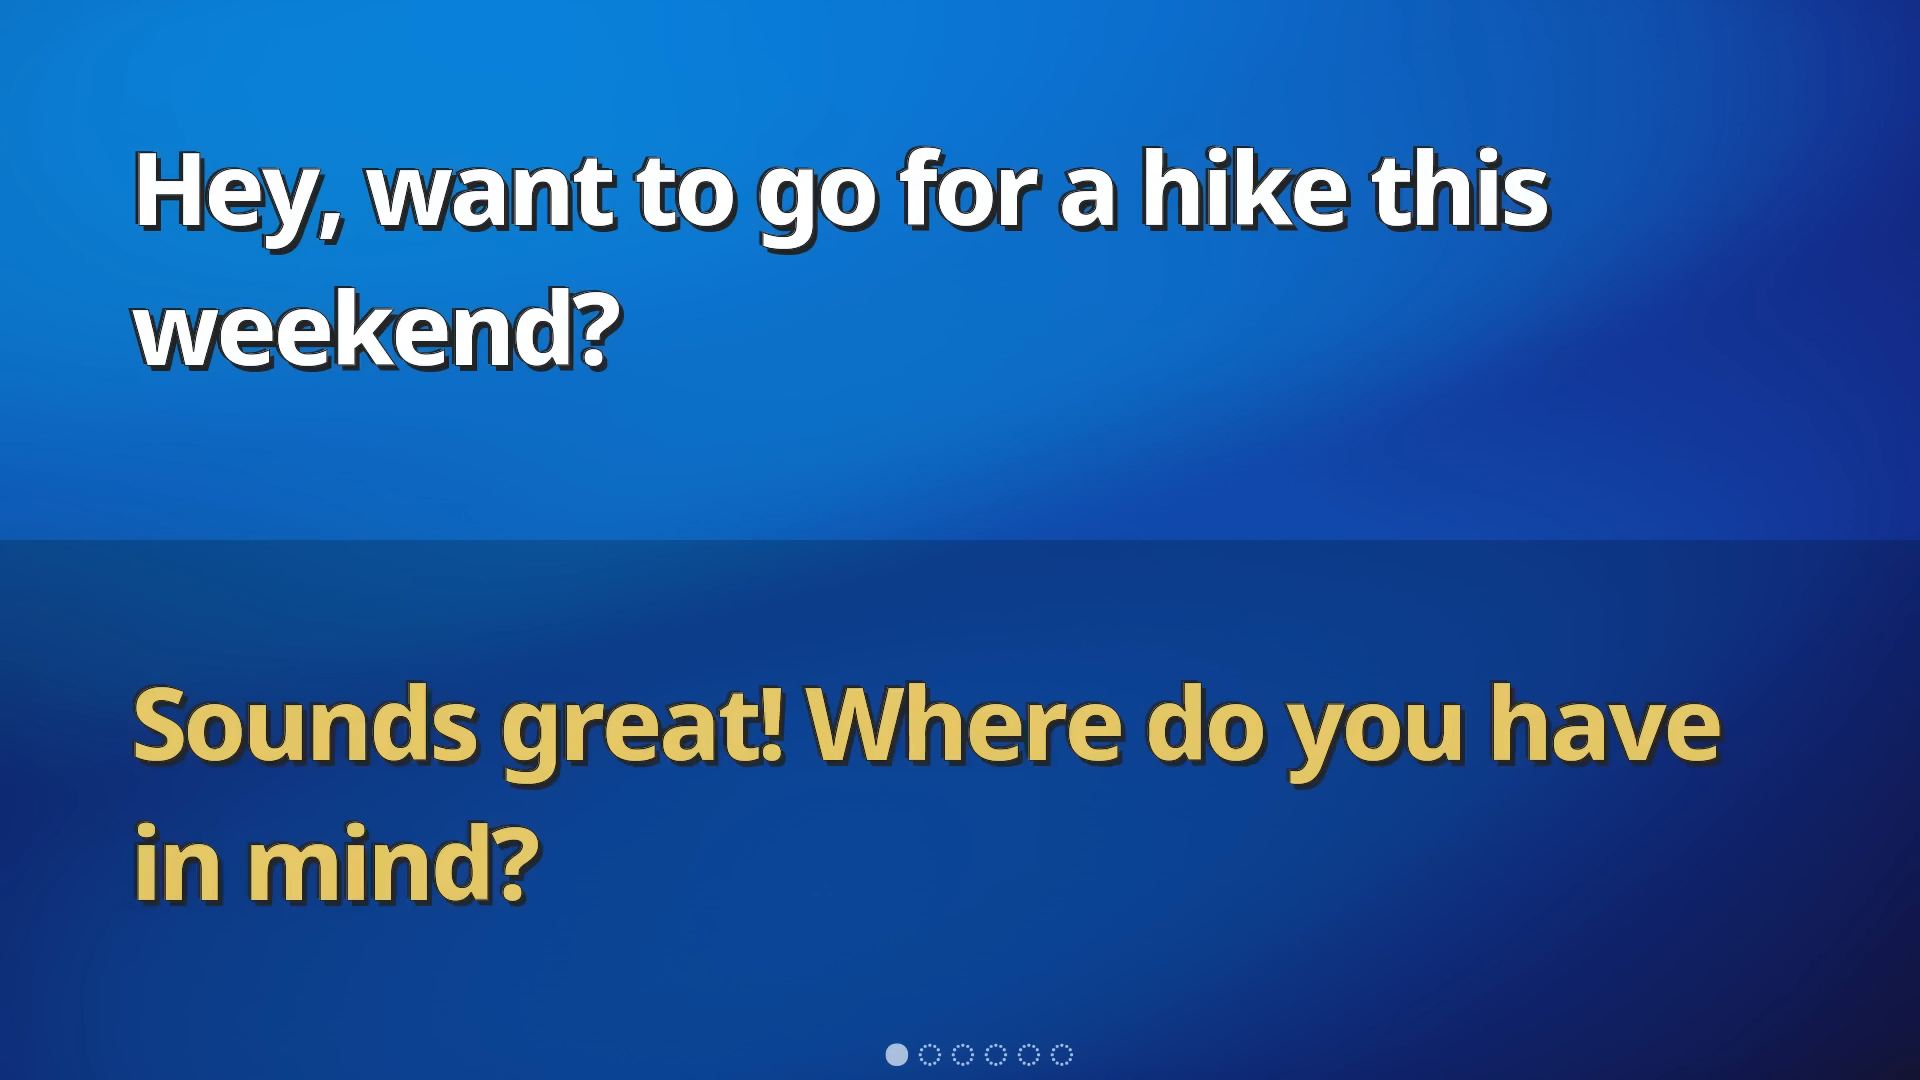 Hey, want to go for a hike this
weekend?
Sounds great! Where do you have
in mind?